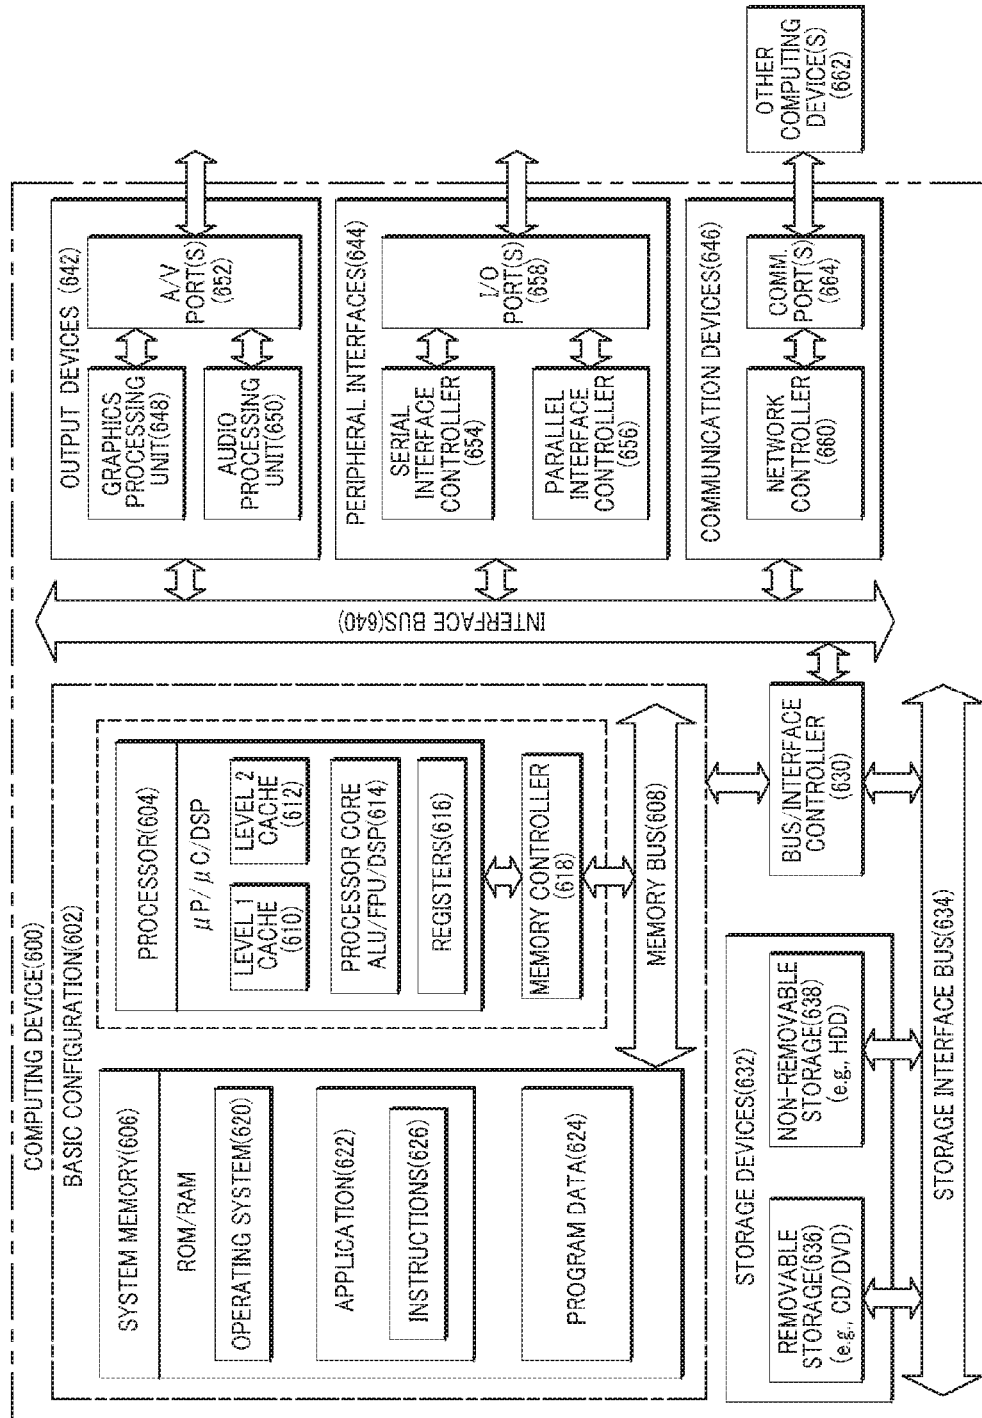 COMPUTING DEVICE(600)
BASIC CONFIGURATION(602)
SYSTEM MEMORY(606)
ROM/RAM
OPERATING SYSTEM(620)
APPLICATION(622)
INSTRUCTIONS(626)
PROGRAM DATA(624)
PROCESSOR(604)
μP/μC/DSP
LEVEL 1
CACHE
(610)
LEVEL 2
CACHE
(612)
PROCESSOR CORE
ALU/FPU/DSP(614)
REGISTERS(616)
MEMORY CONTROLLER
(618)
MEMORY BUS(608)
BUS/INTERFACE
CONTROLLER
(630)
STORAGE DEVICES(632)
REMOVABLE
STORAGE(636)
(e.g., CD/DVD)
NON-REMOVABLE
STORAGE(638)
(e.g., HDD)
STORAGE INTERFACE BUS(634)
INTERFACE BUS(640)
OUTPUT DEVICES (642)
GRAPHICS
PROCESSING
UNIT(648)
AUDIO
PROCESSING
UNIT(650)
A/V
PORT(S)
(652)
PERIPHERAL INTERFACES(644)
SERIAL
INTERFACE
CONTROLLER
(654)
PARALLEL
INTERFACE
CONTROLLER
(656)
I/O
PORT(S)
(658)
COMMUNICATION DEVICES(646)
NETWORK
CONTROLLER
(660)
COMM.
PORT(S)
(664)
OTHER
COMPUTING
DEVICE(S)
(662)